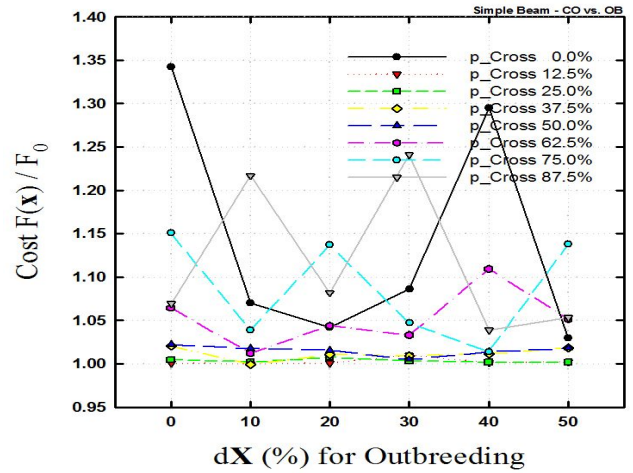 Simple Beam - CO vs. OB
1.40
1.35
1.30
1.25
1.20
1.15
1.10
1.05
1.00
0.95
Cost F(x) / F0
p_Cross 0.0%
p_Cross 12.5%
p_Cross 25.0%
p_Cross 37.5%
p_Cross 50.0%
p_Cross 62.5%
p_Cross 75.0%
p_Cross 87.5%
0 10 20 30 40 50
dX (%) for Outbreeding